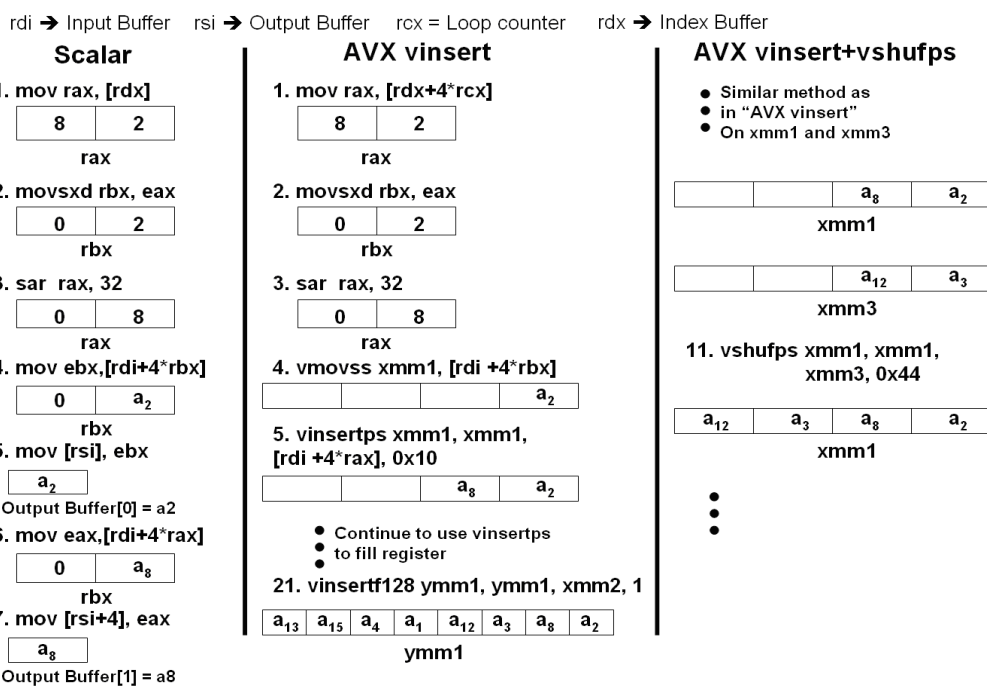 rdi ➔ Input Buffer rsi ➔ Output Buffer rcx = Loop counter rdx ➔ Index Buffer
Scalar
1. mov rax, [rdx]
8 2
rax
2. movsxd rbx, eax
0 2
rbx
3. sar rax, 32
0 8
rax
4. mov ebx,[rdi+4*rbx]
0 a2
rbx
5. mov [rsi], ebx
a2
Output Buffer[0] = a2
6. mov eax,[rdi+4*rax]
0 a8
rbx
7. mov [rsi+4], eax
a8
Output Buffer[1] = a8
AVX vinsert
1. mov rax, [rdx+4*rcx]
8 2
rax
2. movsxd rbx, eax
0 2
rbx
3. sar rax, 32
0 8
rax
4. vmovss xmm1, [rdi +4*rbx]
a2
5. vinsertps xmm1, xmm1,
[rdi +4*rax], 0x10
a8 a2
● Continue to use vinsertps
● to fill register
●
21. vinsertf128 ymm1, ymm1, xmm2, 1
a13 a15 a4 a1 a12 a3 a8 a2
ymm1
AVX vinsert+vshufps
● Similar method as
● in “AVX vinsert”
● On xmm1 and xmm3
a8 a2
xmm1
a12 a3
xmm3
11. vshufps xmm1, xmm1,
xmm3, 0x44
a12 a3 a8 a2
xmm1